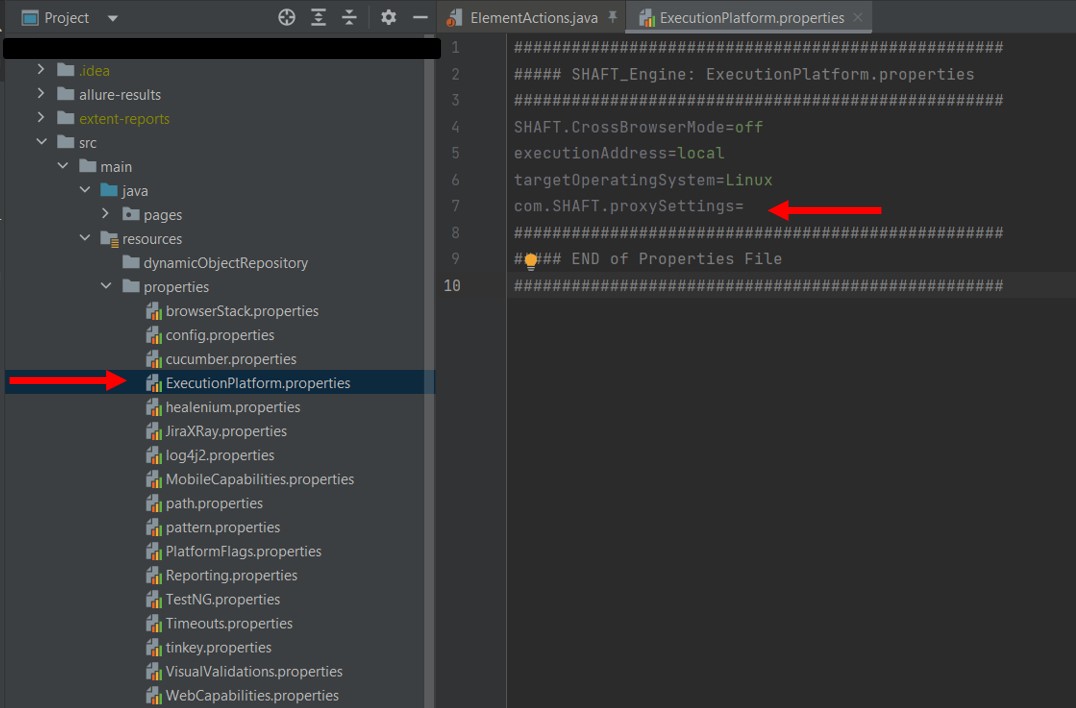 Project
ElementActions.java
ExecutionPlatform.properties
.idea
allure-results
extent-reports
src
main
java
pages
resources
dynamicObjectRepository
properties
browserStack.properties
config.properties
cucumber.properties
ExecutionPlatform.properties
healenium.properties
JiraXRay.properties
log4j2.properties
MobileCapabilities.properties
path.properties
pattern.properties
PlatformFlags.properties
Reporting.properties
TestNG.properties
Timeouts.properties
tinkey.properties
VisualValidations.properties
WebCapabilities.properties
1 ###################################################
2 ##### SHAFT_Engine: ExecutionPlatform.properties
3 ###################################################
4 SHAFT.CrossBrowserMode=off
5 executionAddress=local
6 targetOperatingSystem=Linux
7 com.SHAFT.proxySettings=
8 ###################################################
9 ##### END of Properties File
10 ###################################################